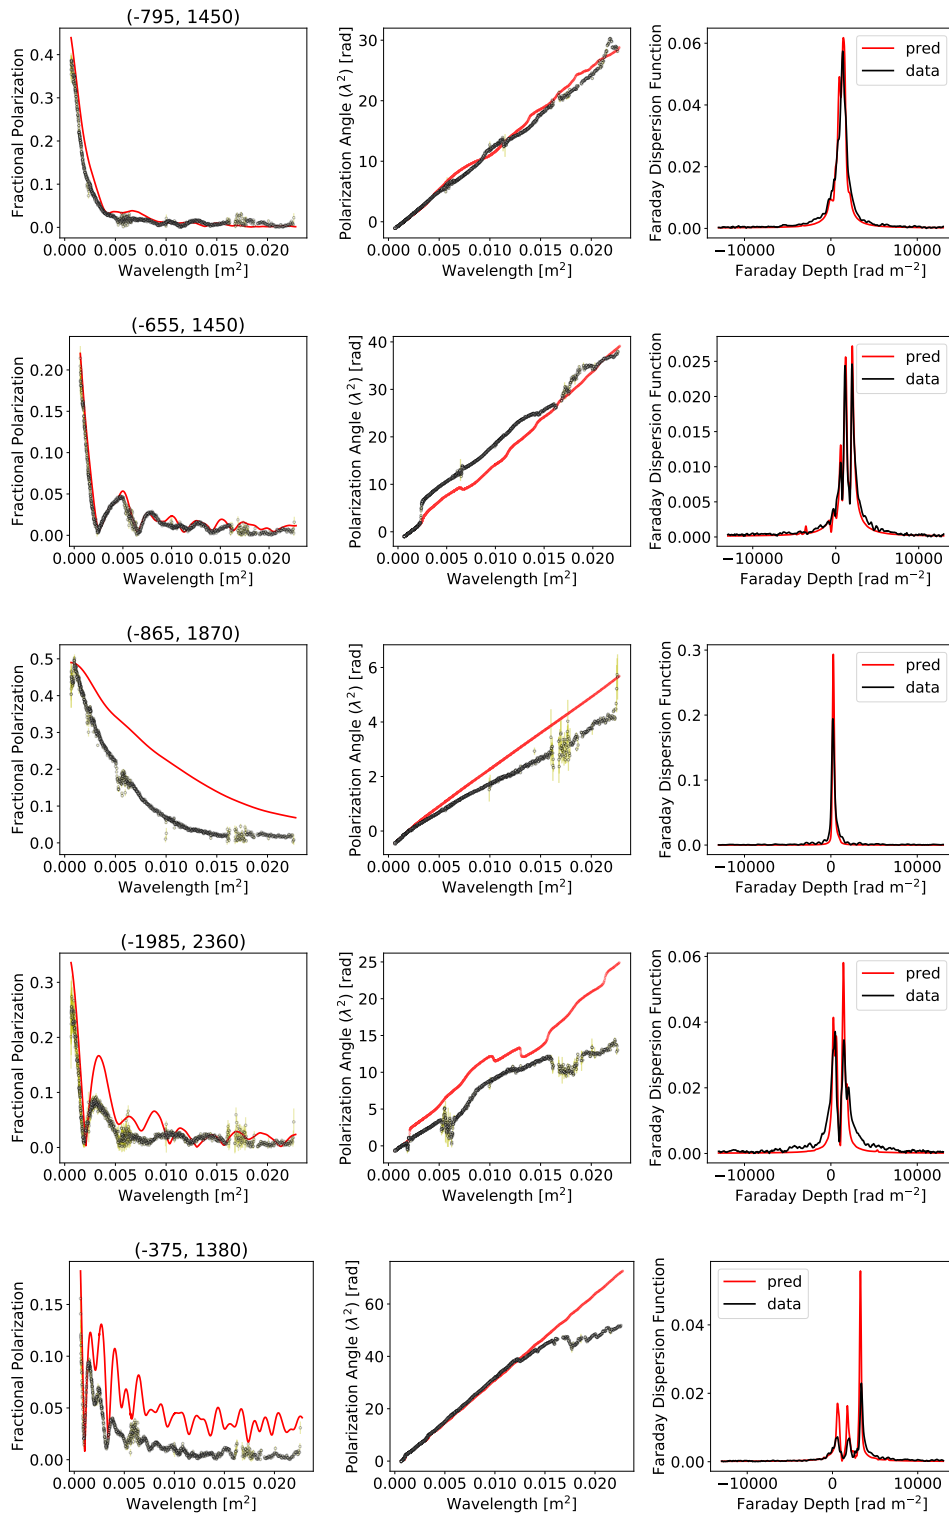 (-795, 1450)
Fractional Polarization
0.4
0.3
0.2
0.1
0.0
0.000 0.005 0.010 0.015 0.020
Wavelength [m²]
Polarization Angle (λ²) [rad]
30
20
10
0
0.000 0.005 0.010 0.015 0.020
Wavelength [m²]
Faraday Dispersion Function
0.06
0.04
0.02
0.00
pred
data
−10000 0 10000
Faraday Depth [rad m⁻²]
(-655, 1450)
Fractional Polarization
0.20
0.15
0.10
0.05
0.00
0.000 0.005 0.010 0.015 0.020
Wavelength [m²]
Polarization Angle (λ²) [rad]
40
30
20
10
0
0.000 0.005 0.010 0.015 0.020
Wavelength [m²]
Faraday Dispersion Function
0.025
0.020
0.015
0.010
0.005
0.000
pred
data
−10000 0 10000
Faraday Depth [rad m⁻²]
(-865, 1870)
Fractional Polarization
0.5
0.4
0.3
0.2
0.1
0.0
0.000 0.005 0.010 0.015 0.020
Wavelength [m²]
Polarization Angle (λ²) [rad]
6
4
2
0
0.000 0.005 0.010 0.015 0.020
Wavelength [m²]
Faraday Dispersion Function
0.3
0.2
0.1
0.0
pred
data
−10000 0 10000
Faraday Depth [rad m⁻²]
(-1985, 2360)
Fractional Polarization
0.3
0.2
0.1
0.0
0.000 0.005 0.010 0.015 0.020
Wavelength [m²]
Polarization Angle (λ²) [rad]
25
20
15
10
5
0
0.000 0.005 0.010 0.015 0.020
Wavelength [m²]
Faraday Dispersion Function
0.06
0.04
0.02
0.00
pred
data
−10000 0 10000
Faraday Depth [rad m⁻²]
(-375, 1380)
Fractional Polarization
0.15
0.10
0.05
0.00
0.000 0.005 0.010 0.015 0.020
Wavelength [m²]
Polarization Angle (λ²) [rad]
60
40
20
0
0.000 0.005 0.010 0.015 0.020
Wavelength [m²]
Faraday Dispersion Function
0.04
0.02
0.00
pred
data
−10000 0 10000
Faraday Depth [rad m⁻²]